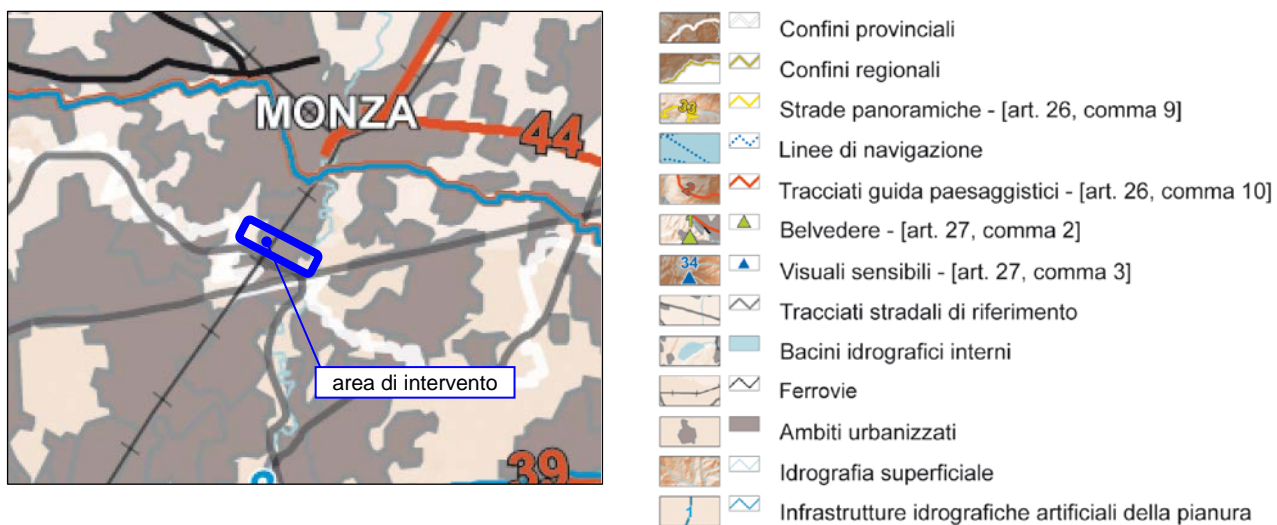 MONZA
44
area di intervento
39
Confini provinciali
Confini regionali
33
Strade panoramiche - [art. 26, comma 9]
Linee di navigazione
Tracciati guida paesaggistici - [art. 26, comma 10]
Belvedere - [art. 27, comma 2]
34
Visuali sensibili - [art. 27, comma 3]
Tracciati stradali di riferimento
Bacini idrografici interni
Ferrovie
Ambiti urbanizzati
Idrografia superficiale
Infrastrutture idrografiche artificiali della pianura